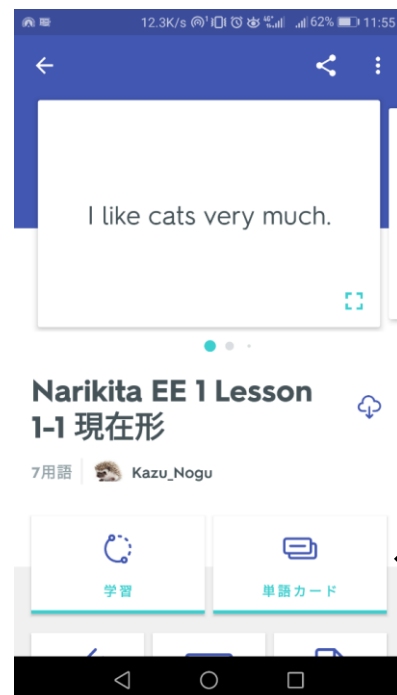 12.3K/s 4G 62% 11:55
I like cats very much.
Narikita EE 1 Lesson
1-1 現在形
7用語 Kazu_Nogu
学習 単語カード